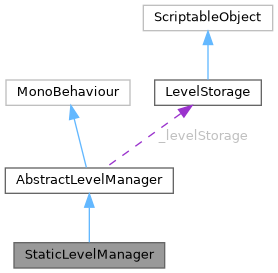 ScriptableObject
MonoBehaviour
LevelStorage
_levelStorage
AbstractLevelManager
StaticLevelManager